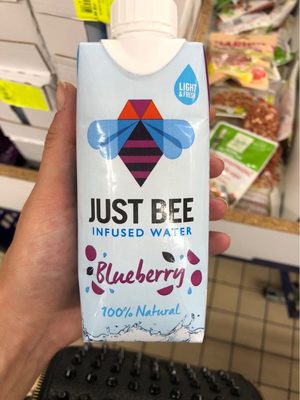 LIGHT
& FRESH
JUST BEE
INFUSED WATER
Blueberry
100% Natural